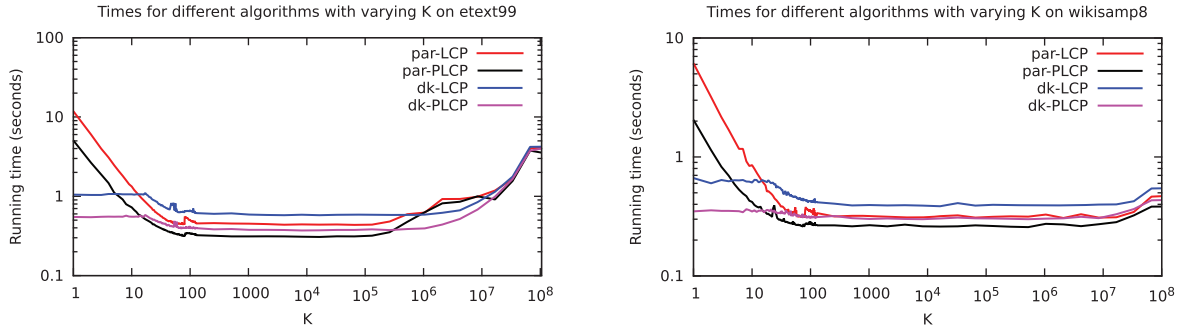 Times for different algorithms with varying K on etext99
100
10
1
0.1
Running time (seconds)
par-LCP
par-PLCP
dk-LCP
dk-PLCP
1 10 100 1000 10⁴ 10⁵ 10⁶ 10⁷ 10⁸
K
Times for different algorithms with varying K on wikisamp8
10
1
0.1
Running time (seconds)
par-LCP
par-PLCP
dk-LCP
dk-PLCP
1 10 100 1000 10⁴ 10⁵ 10⁶ 10⁷ 10⁸
K